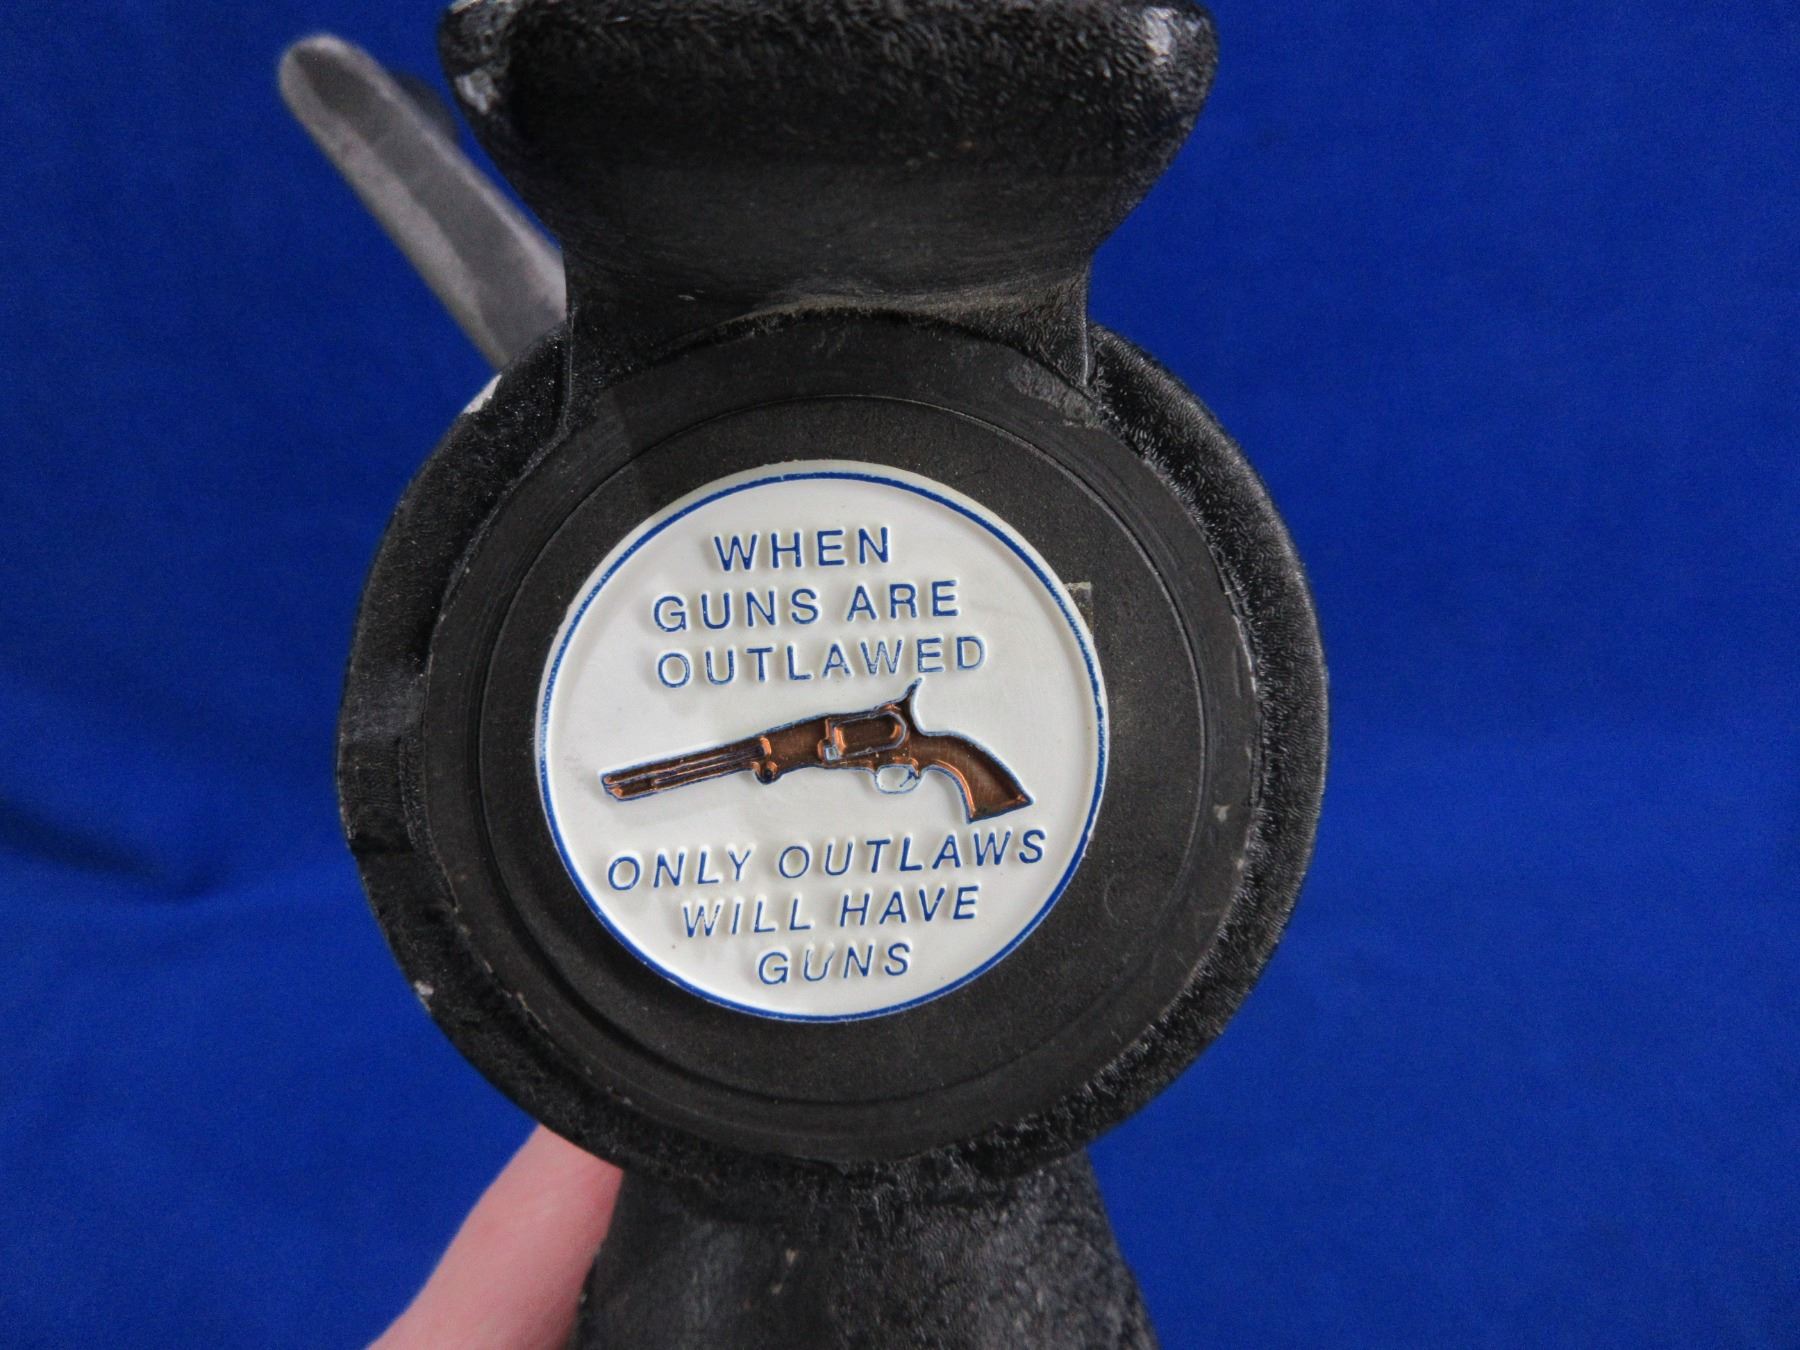 WHEN
GUNS ARE
OUTLAWED
ONLY OUTLAWS
WILL HAVE
GUNS